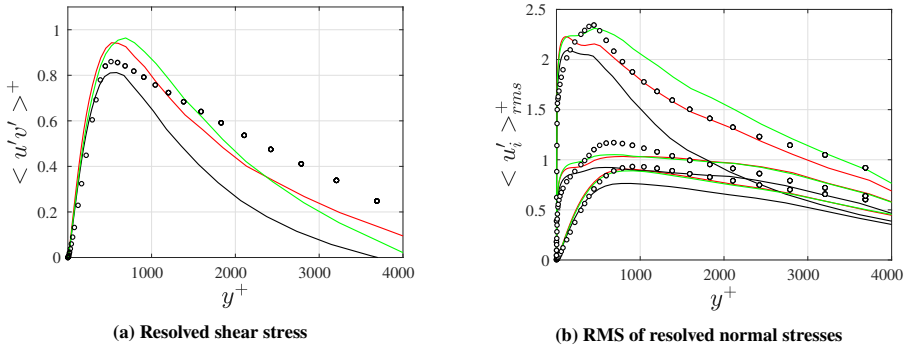 1
0.8
0.6
0.4
0.2
0
0 1000 2000 3000 4000
y+
< u'v' >+
(a) Resolved shear stress
2.5
2
1.5
1
0.5
0
0 1000 2000 3000 4000
y+
< u'i >+rms
(b) RMS of resolved normal stresses